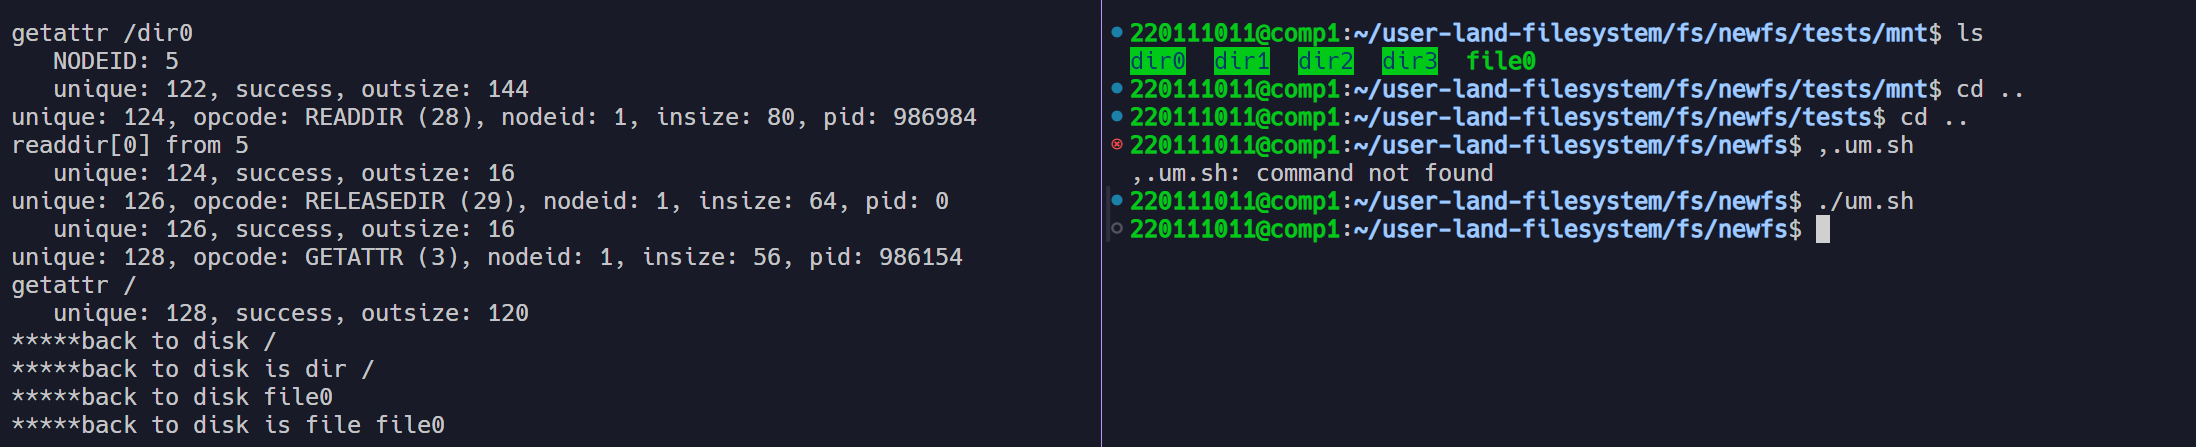 getattr /dir0
   NODEID: 5
   unique: 122, success, outsize: 144
unique: 124, opcode: READDIR (28), nodeid: 1, insize: 80, pid: 986984
readdir[0] from 5
   unique: 124, success, outsize: 16
unique: 126, opcode: RELEASEDIR (29), nodeid: 1, insize: 64, pid: 0
   unique: 126, success, outsize: 16
unique: 128, opcode: GETATTR (3), nodeid: 1, insize: 56, pid: 986154
getattr /
   unique: 128, success, outsize: 120
*****back to disk /
*****back to disk is dir /
*****back to disk file0
*****back to disk is file file0
220111011@comp1:~/user-land-filesystem/fs/newfs/tests/mnt$ ls
dir0  dir1  dir2  dir3  file0
220111011@comp1:~/user-land-filesystem/fs/newfs/tests/mnt$ cd ..
220111011@comp1:~/user-land-filesystem/fs/newfs/tests$ cd ..
220111011@comp1:~/user-land-filesystem/fs/newfs$ ,.um.sh
,.um.sh: command not found
220111011@comp1:~/user-land-filesystem/fs/newfs$ ./um.sh
220111011@comp1:~/user-land-filesystem/fs/newfs$